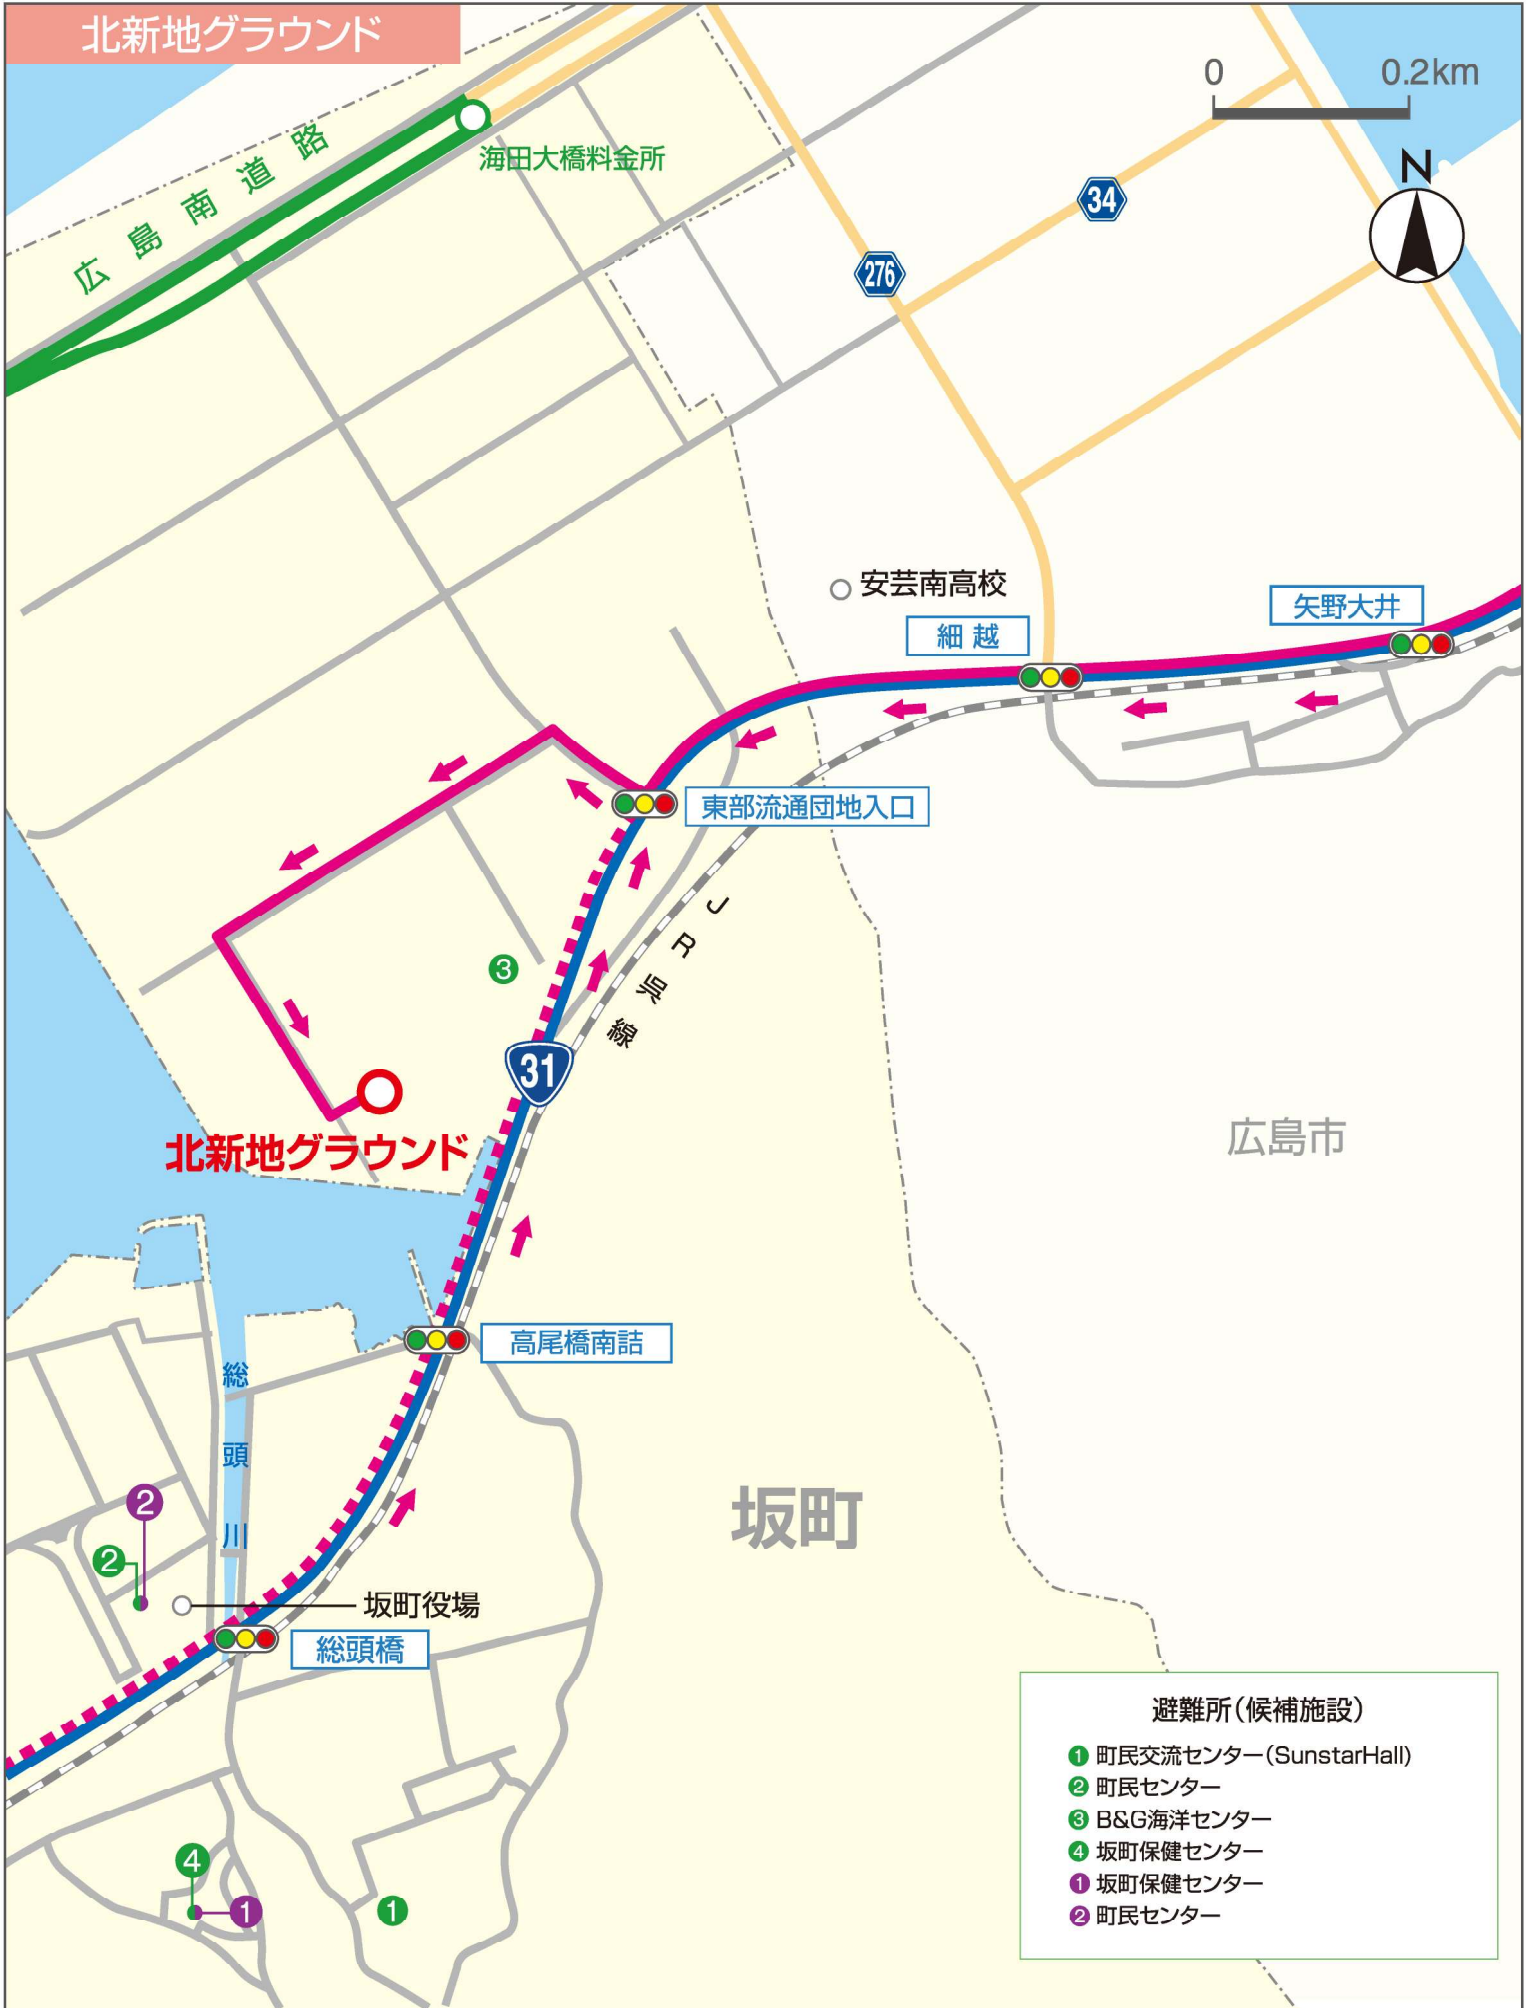 北新地グラウンド
0 0.2km
N
海田大橋料金所
広島南道路
34
276
安芸南高校
矢野大井
細越
東部流通団地入口
JR呉線
3
31
北新地グラウンド
広島市
高尾橋南詰
総頭川
坂町
2
2
坂町役場
総頭橋
4
1
1
避難所（候補施設）
1 町民交流センター（SunstarHall）
2 町民センター
3 B&G海洋センター
4 坂町保健センター
1 坂町保健センター
2 町民センター